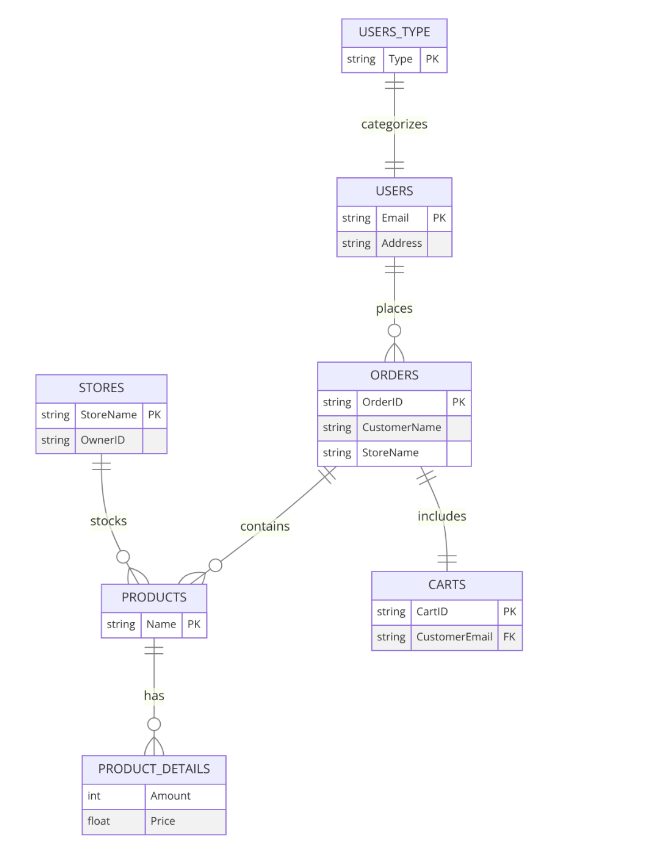 USERS_TYPE
string Type PK
categorizes
USERS
string Email PK
string Address
places
ORDERS
string OrderID PK
string CustomerName
string StoreName
STORES
string StoreName PK
string OwnerID
stocks
contains
includes
PRODUCTS
string Name PK
CARTS
string CartID PK
string CustomerEmail FK
has
PRODUCT_DETAILS
int Amount
float Price